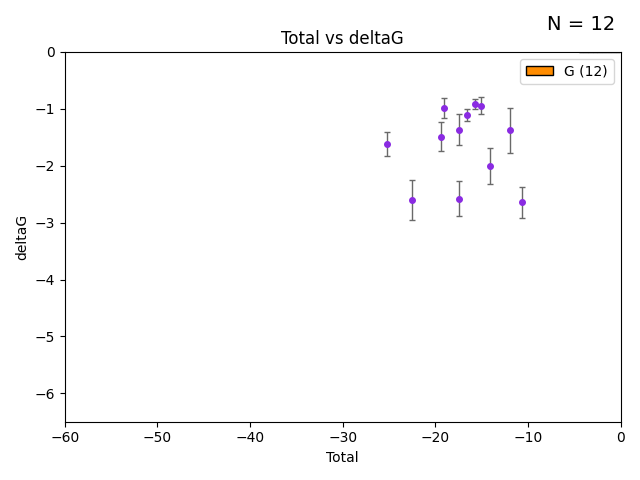 N = 12
Total vs deltaG
G (12)
0
−1
−2
−3
−4
−5
−6
deltaG
−60 −50 −40 −30 −20 −10 0
Total